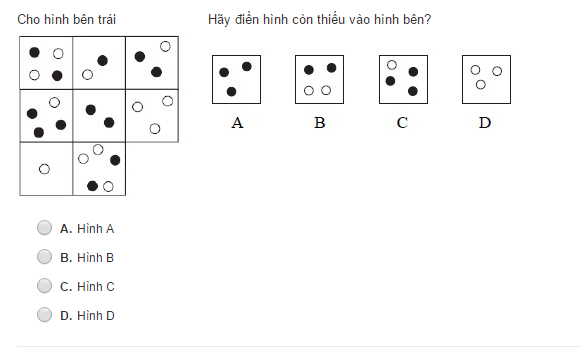 Cho hình bên trái
Hãy điền hình còn thiếu vào hình bên?
A B C D
A. Hình A
B. Hình B
C. Hình C
D. Hình D